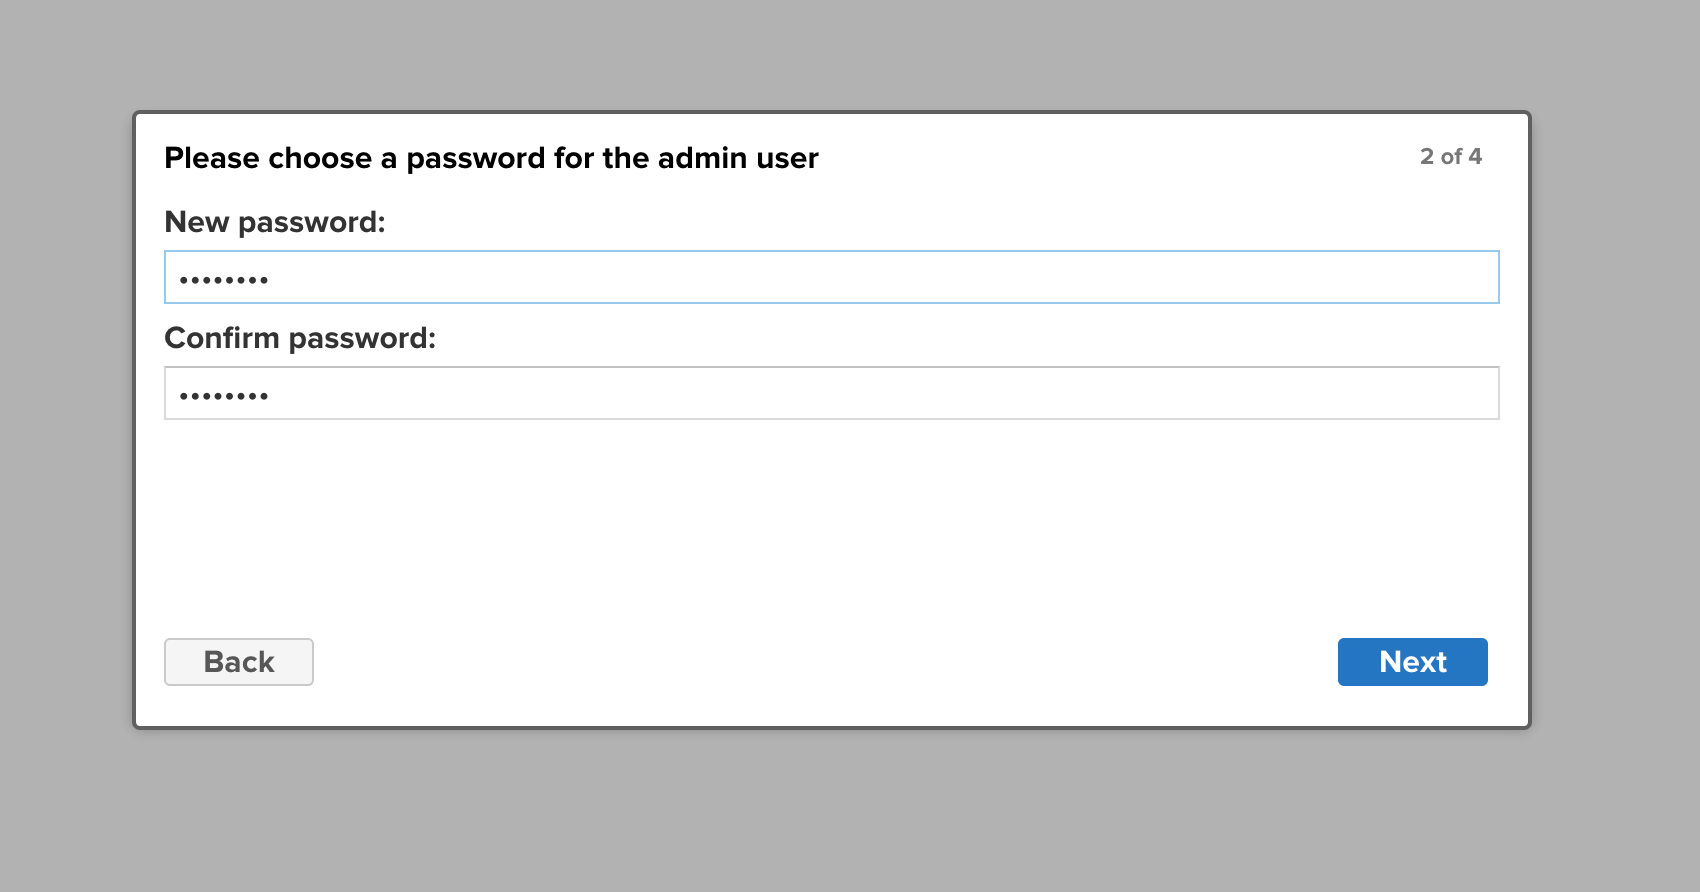 Please choose a password for the admin user
2 of 4
New password:
••••••••
Confirm password:
••••••••
Back
Next